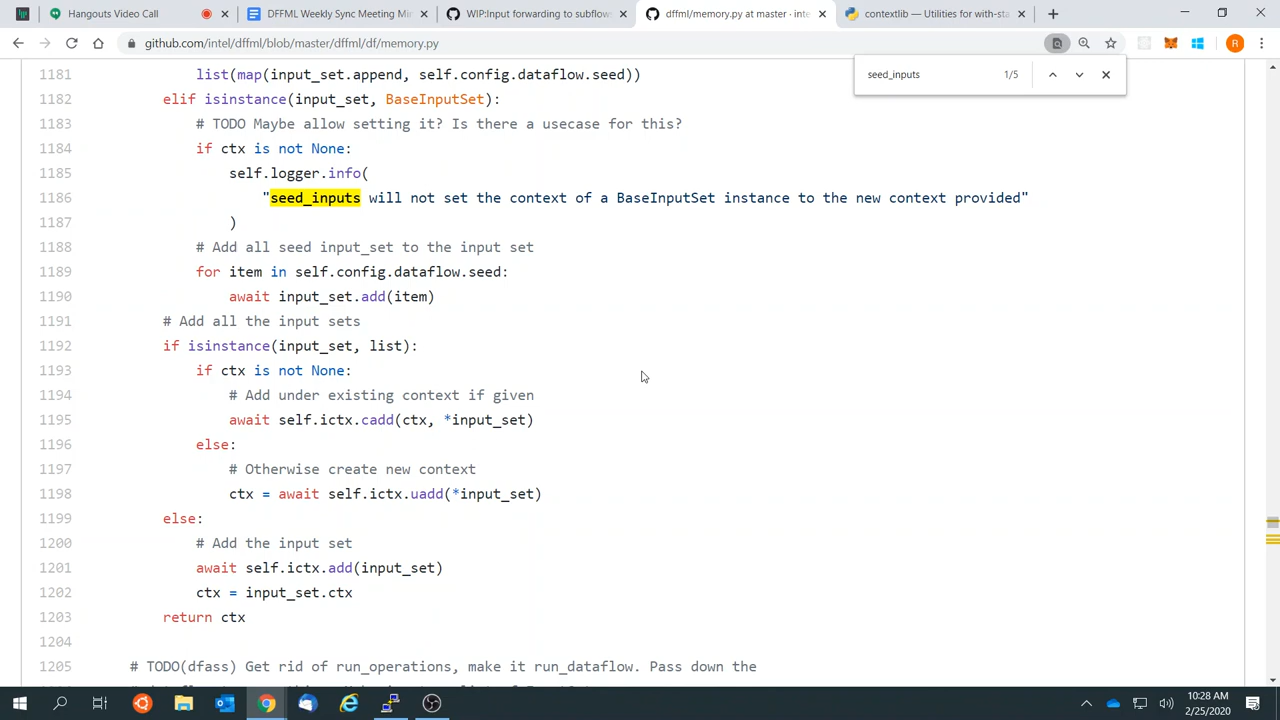 Hangouts Video Call
DFFML Weekly Sync Meeting Mi
WIP:Input forwarding to subflow
dffml/memory.py at master · inte
contextlib — Utilities for with-sta
github.com/intel/dffml/blob/master/dffml/df/memory.py
R
seed_inputs 1/5
1181 list(map(input_set.append, self.config.dataflow.seed))
1182 elif isinstance(input_set, BaseInputSet):
1183 # TODO Maybe allow setting it? Is there a usecase for this?
1184 if ctx is not None:
1185 self.logger.info(
1186 "seed_inputs will not set the context of a BaseInputSet instance to the new context provided"
1187 )
1188 # Add all seed input_set to the input set
1189 for item in self.config.dataflow.seed:
1190 await input_set.add(item)
1191 # Add all the input sets
1192 if isinstance(input_set, list):
1193 if ctx is not None:
1194 # Add under existing context if given
1195 await self.ictx.cadd(ctx, *input_set)
1196 else:
1197 # Otherwise create new context
1198 ctx = await self.ictx.uadd(*input_set)
1199 else:
1200 # Add the input set
1201 await self.ictx.add(input_set)
1202 ctx = input_set.ctx
1203 return ctx
1204
1205 # TODO(dfass) Get rid of run_operations, make it run_dataflow. Pass down the
10:28 AM
2/25/2020